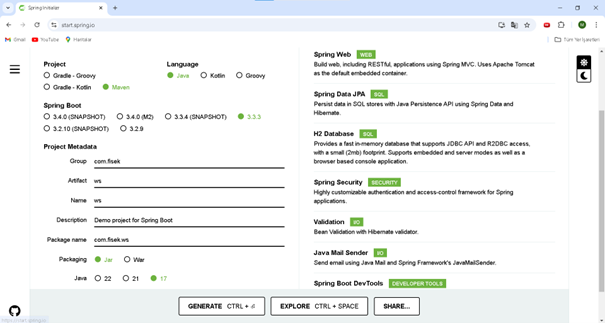 Spring Initializr
start.spring.io
M
Gmail
YouTube
Haritalar
Tüm Yer İşaretleri
Project
Gradle - Groovy
Gradle - Kotlin
Maven
Language
Java
Kotlin
Groovy
Spring Boot
3.4.0 (SNAPSHOT)
3.4.0 (M2)
3.3.4 (SNAPSHOT)
3.3.3
3.2.10 (SNAPSHOT)
3.2.9
Project Metadata
Group
com.fisek
Artifact
ws
Name
ws
Description
Demo project for Spring Boot
Package name
com.fisek.ws
Packaging
Jar
War
Java
22
21
17
Spring Web
WEB
Build web, including RESTful, applications using Spring MVC. Uses Apache Tomcat
as the default embedded container.
Spring Data JPA
SQL
Persist data in SQL stores with Java Persistence API using Spring Data and
Hibernate.
H2 Database
SQL
Provides a fast in-memory database that supports JDBC API and R2DBC access,
with a small (2mb) footprint. Supports embedded and server modes as well as a
browser based console application.
Spring Security
SECURITY
Highly customizable authentication and access-control framework for Spring
applications.
Validation
I/O
Bean Validation with Hibernate validator.
Java Mail Sender
I/O
Send email using Java Mail and Spring Framework's JavaMailSender.
Spring Boot DevTools
DEVELOPER TOOLS
GENERATE CTRL + ⏎
EXPLORE CTRL + SPACE
SHARE...
https://start.spring.io